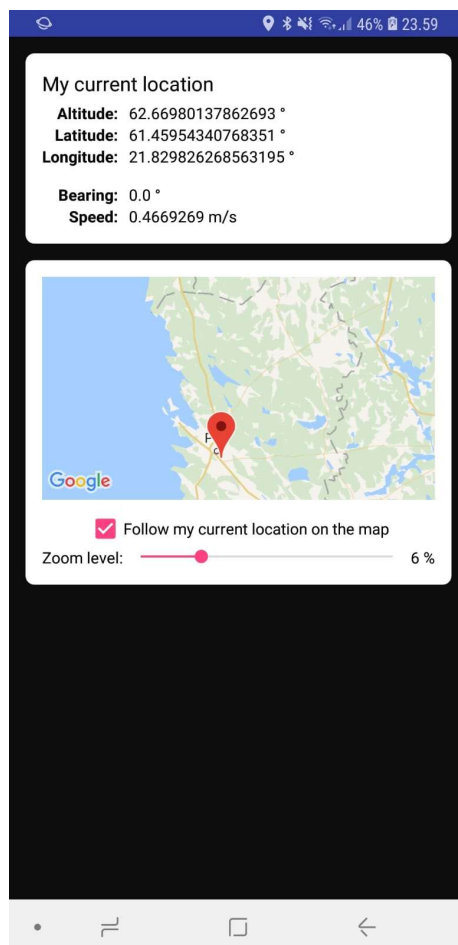 46% 23.59
My current location
Altitude: 62.66980137862693 °
Latitude: 61.45954340768351 °
Longitude: 21.829826268563195 °
Bearing: 0.0 °
Speed: 0.4669269 m/s
Google
Follow my current location on the map
Zoom level: 6 %